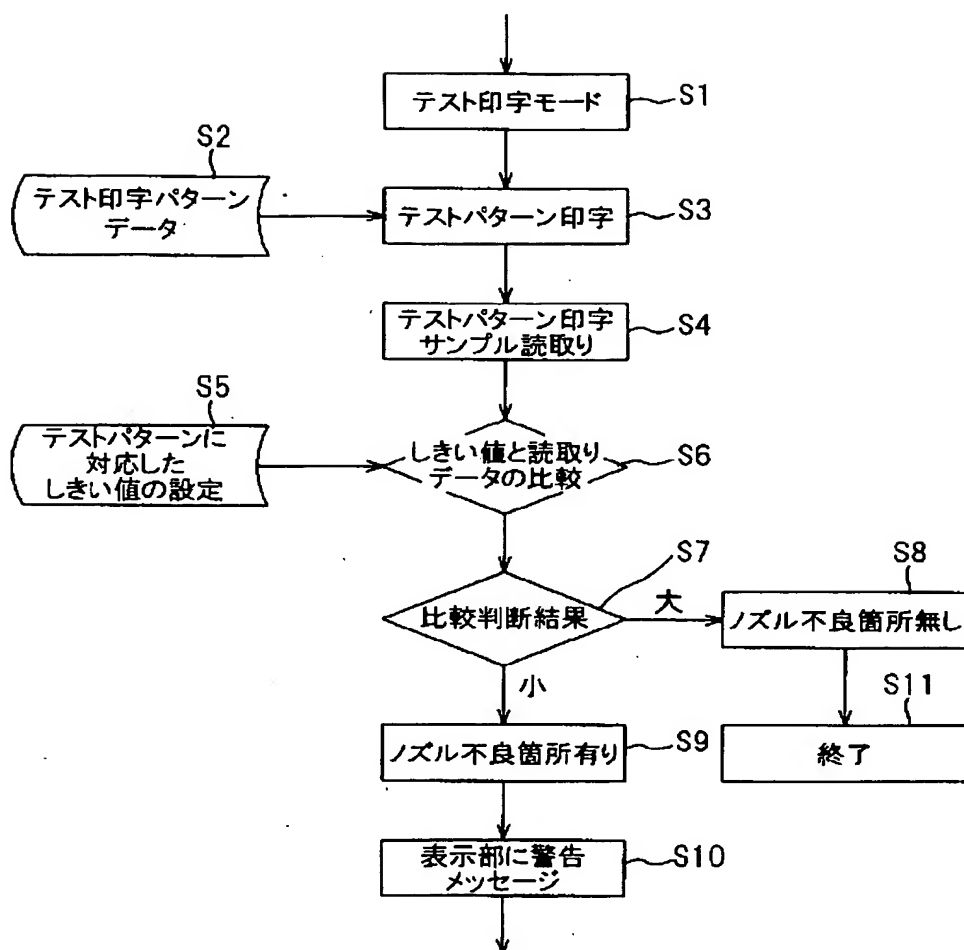 テスト印字モード
S1
S2
テスト印字パターン
データ
テストパターン印字
S3
テストパターン印字
サンプル読取り
S4
S5
テストパターンに
対応した
しきい値の設定
しきい値と読取り
データの比較
S6
S7
比較判断結果
大
S8
ノズル不良箇所無し
小
S11
終了
ノズル不良箇所有り
S9
表示部に警告
メッセージ
S10